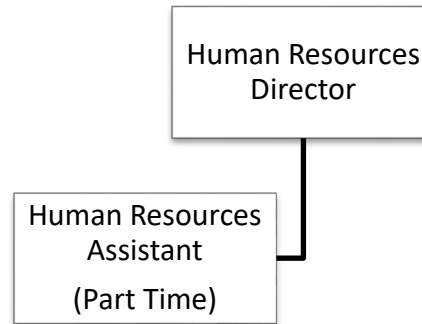 Human Resources
Director
Human Resources
Assistant
(Part Time)